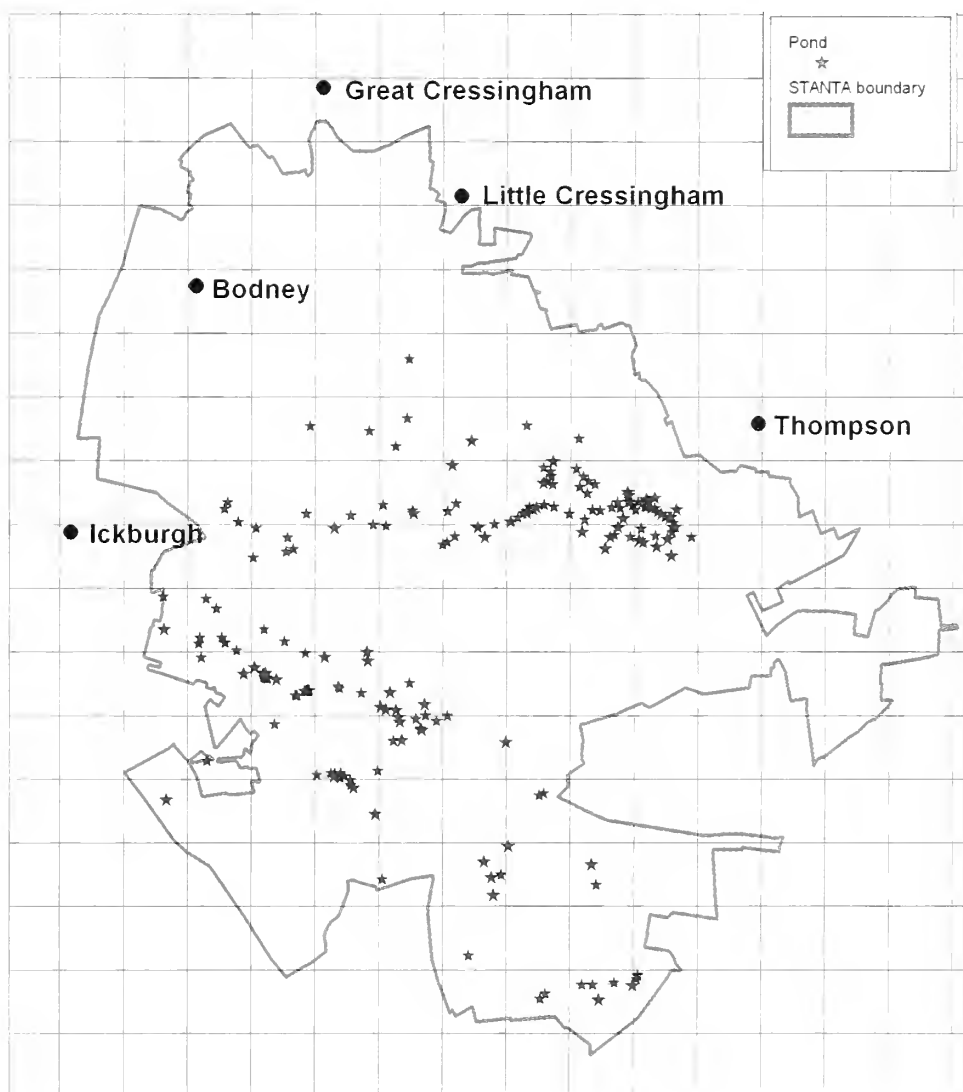 Pond
STANTA boundary
Great Cressingham
Little Cressingham
Bodney
Thompson
Ickburgh